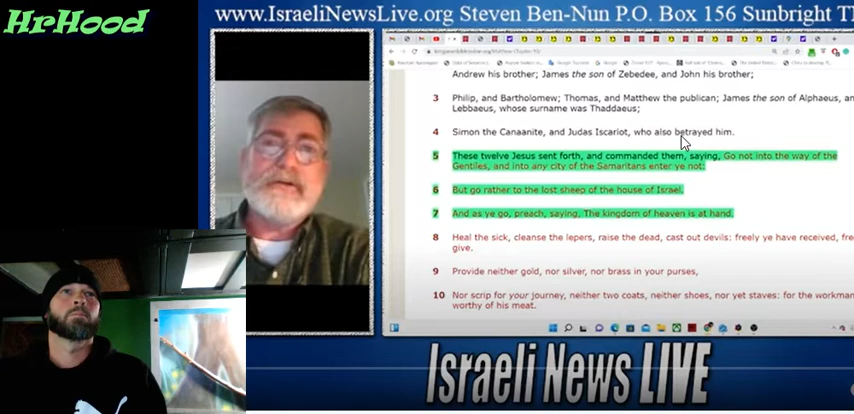 HrHood
www.IsraeliNewsLive.org Steven Ben-Nun P.O. Box 156 Sunbright
Andrew his brother; James the son of Zebedee, and John his brother;
3 Philip, and Bartholomew; Thomas, and Matthew the publican; James the son of Alphaeus,
Lebbaeus, whose surname was Thaddaeus;
4 Simon the Canaanite, and Judas Iscariot, who also betrayed him.
5 These twelve Jesus sent forth, and commanded them, saying, Go not into the way of the
Gentiles, and into any city of the Samaritans enter ye not:
6 But go rather to the lost sheep of the house of Israel.
7 And as ye go, preach, saying, The kingdom of heaven is at hand.
8 Heal the sick, cleanse the lepers, raise the dead, cast out devils: freely ye have received,
give.
9 Provide neither gold, nor silver, nor brass in your purses,
10 Nor scrip for your journey, neither two coats, neither shoes, nor yet staves: for the
worthy of his meat.
Israeli News LIVE